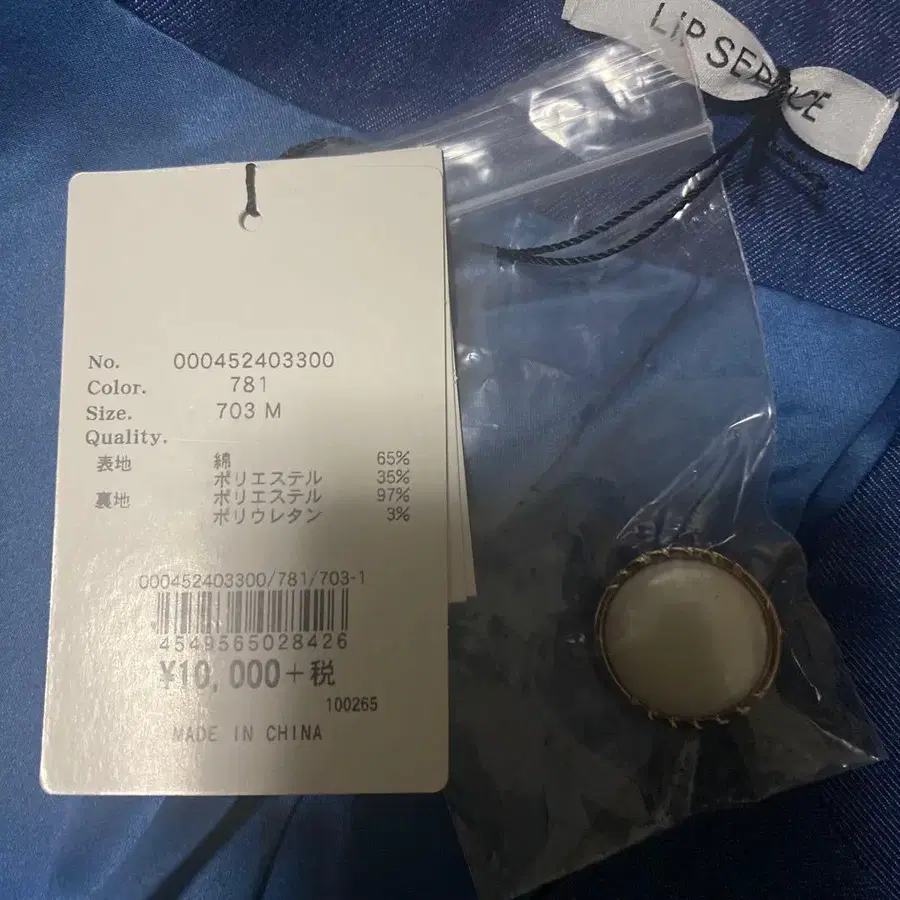 LIP SERVICE
No. 000452403300
Color. 781
Size. 703 M
Quality.
表地 綿 65%
ポリエステル 35%
裏地 ポリエステル 97%
ポリウレタン 3%
000452403300/781/703-1
4549565028426
¥10,000+税
100265
MADE IN CHINA